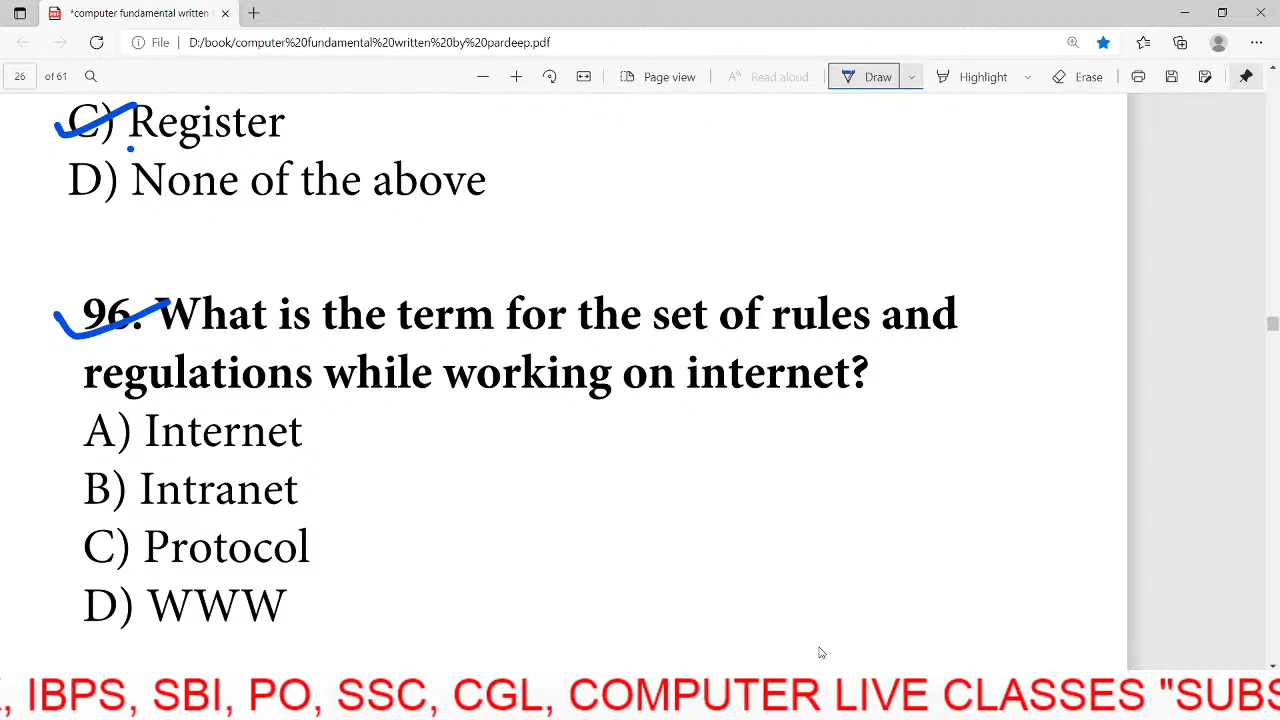 *computer fundamental written
File D:/book/computer%20fundamental%20written%20by%20pardeep.pdf
26 of 61 Page view Read aloud Draw Highlight Erase
C) Register
D) None of the above
96. What is the term for the set of rules and
regulations while working on internet?
A) Internet
B) Intranet
C) Protocol
D) WWW
, IBPS, SBI, PO, SSC, CGL, COMPUTER LIVE CLASSES "SUBS